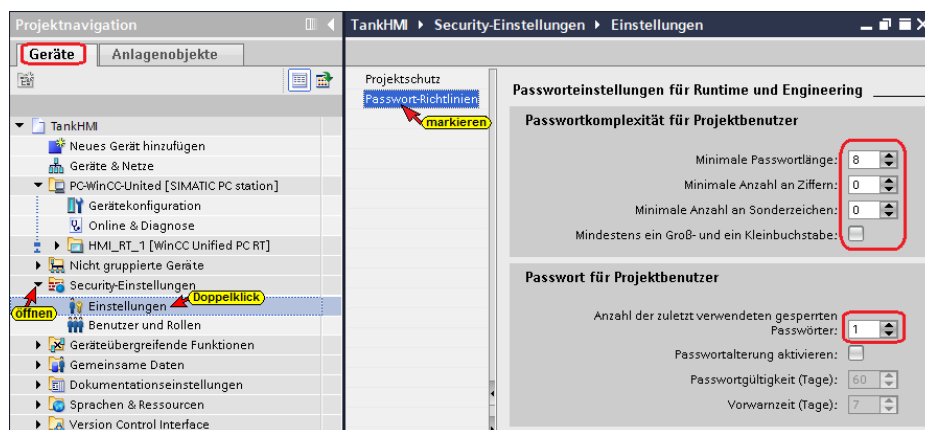 Projektnavigation
Geräte
Anlagenobjekte
TankHMI
Neues Gerät hinzufügen
Geräte & Netze
PC-WinCC-United [SIMATIC PC station]
Gerätekonfiguration
Online & Diagnose
HMI_RT_1 [WinCC Unified PC RT]
Nicht gruppierte Geräte
Security-Einstellungen
öffnen
Einstellungen
Doppelklick
Benutzer und Rollen
Geräteübergreifende Funktionen
Gemeinsame Daten
Dokumentationseinstellungen
Sprachen & Ressourcen
Version Control Interface
TankHMI Security-Einstellungen Einstellungen
Projektschutz
Passwort-Richtlinien
markieren
Passworteinstellungen für Runtime und Engineering
Passwortkomplexität für Projektbenutzer
Minimale Passwortlänge: 8
Minimale Anzahl an Ziffern: 0
Minimale Anzahl an Sonderzeichen: 0
Mindestens ein Groß- und ein Kleinbuchstabe:
Passwort für Projektbenutzer
Anzahl der zuletzt verwendeten gesperrten
Passwörter: 1
Passwortalterung aktivieren:
Passwortgültigkeit (Tage): 60
Vorwarnzeit (Tage): 7